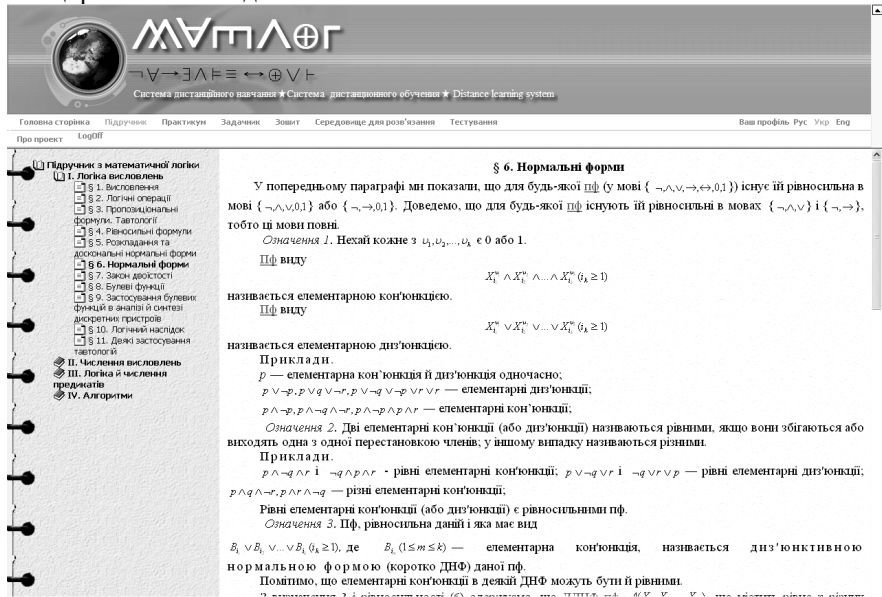 МΑΤΛΟΓ
¬ ∀ → ∃ Λ ⊨ ≡ ↔ ⊕ ∨ ⊢
Система дистанційного навчання ★ Система дистанционного обучения ★ Distance learning system
Головна сторінка Підручник Практикум Задачник Зошит Середовище для розв'язання Тестування Ваш профіль Рус Укр Eng
Про проект LogOff
Підручник з математичної логіки
I. Логіка висловлень
§ 1. Висловлення
§ 2. Логічні операції
§ 3. Пропозиціональні
формули. Тавтології
§ 4. Рівносильні формули
§ 5. Розкладання та
досконалі нормальні форми
§ 6. Нормальні форми
§ 7. Закон двоїстості
§ 8. Булеві функції
§ 9. Застосування булевих
функцій в аналізі й синтезі
дискретних пристроїв
§ 10. Логічний наслідок
§ 11. Деякі застосування
тавтологій
II. Числення висловлень
III. Логіка й числення
предикатів
IV. Алгоритми
§ 6. Нормальні форми
У попередньому параграфі ми показали, що для будь-якої пф (у мові { ¬,∧,∨,→,↔,0,1 }) існує їй рівносильна в
мові { ¬,∧,∨,0,1 } або { ¬,→,0,1 }. Доведемо, що для будь-якої пф існують їй рівносильні в мовах { ¬,∧,∨ } і { ¬,→ },
тобто ці мови повні.
Означення 1. Нехай кожне з υ₁,υ₂,...,υₖ є 0 або 1.
Пф виду
∧ ∧...∧ (iₖ ≥ 1)
називається елементарною кон'юнкцією.
Пф виду
∨ ∨...∨ (iₖ ≥ 1)
називається елементарною диз'юнкцією.
Приклади.
p — елементарна кон`юнкція й диз'юнкція одночасно;
p ∨ ¬p, p ∨ q ∨ ¬r, p ∨ ¬q ∨ ¬p ∨ r ∨ r — елементарні диз'юнкції;
p ∧ ¬p, p ∧ ¬q ∧ ¬r, p ∧ ¬p ∧ p ∧ r — елементарні кон`юнкції;
Означення 2. Дві елементарні кон`юнкції (або диз'юнкції) називаються рівними, якщо вони збігаються або
виходять одна з одної перестановкою членів; у іншому випадку називаються різними.
Приклади.
p ∧ ¬q ∧ r і ¬q ∧ p ∧ r - рівні елементарні кон'юнкції; p ∨ ¬q ∨ r і ¬q ∨ r ∨ p — рівні елементарні диз'юнкції;
p ∧ q ∧ ¬r, p ∧ r ∧ ¬q — різні елементарні кон'юнкції;
Рівні елементарні кон'юнкції (або диз'юнкції) є рівносильними пф.
Означення 3. Пф, рівносильна даній і яка має вид
∨ ∨...∨ (iₖ ≥ 1), де (1 ≤ m ≤ k) — елементарна кон'юнкція, називається диз'юнктивною
нормальною формою (коротко ДНФ) даної пф.
Помітимо, що елементарні кон'юнкції в деякій ДНФ можуть бути й рівними.